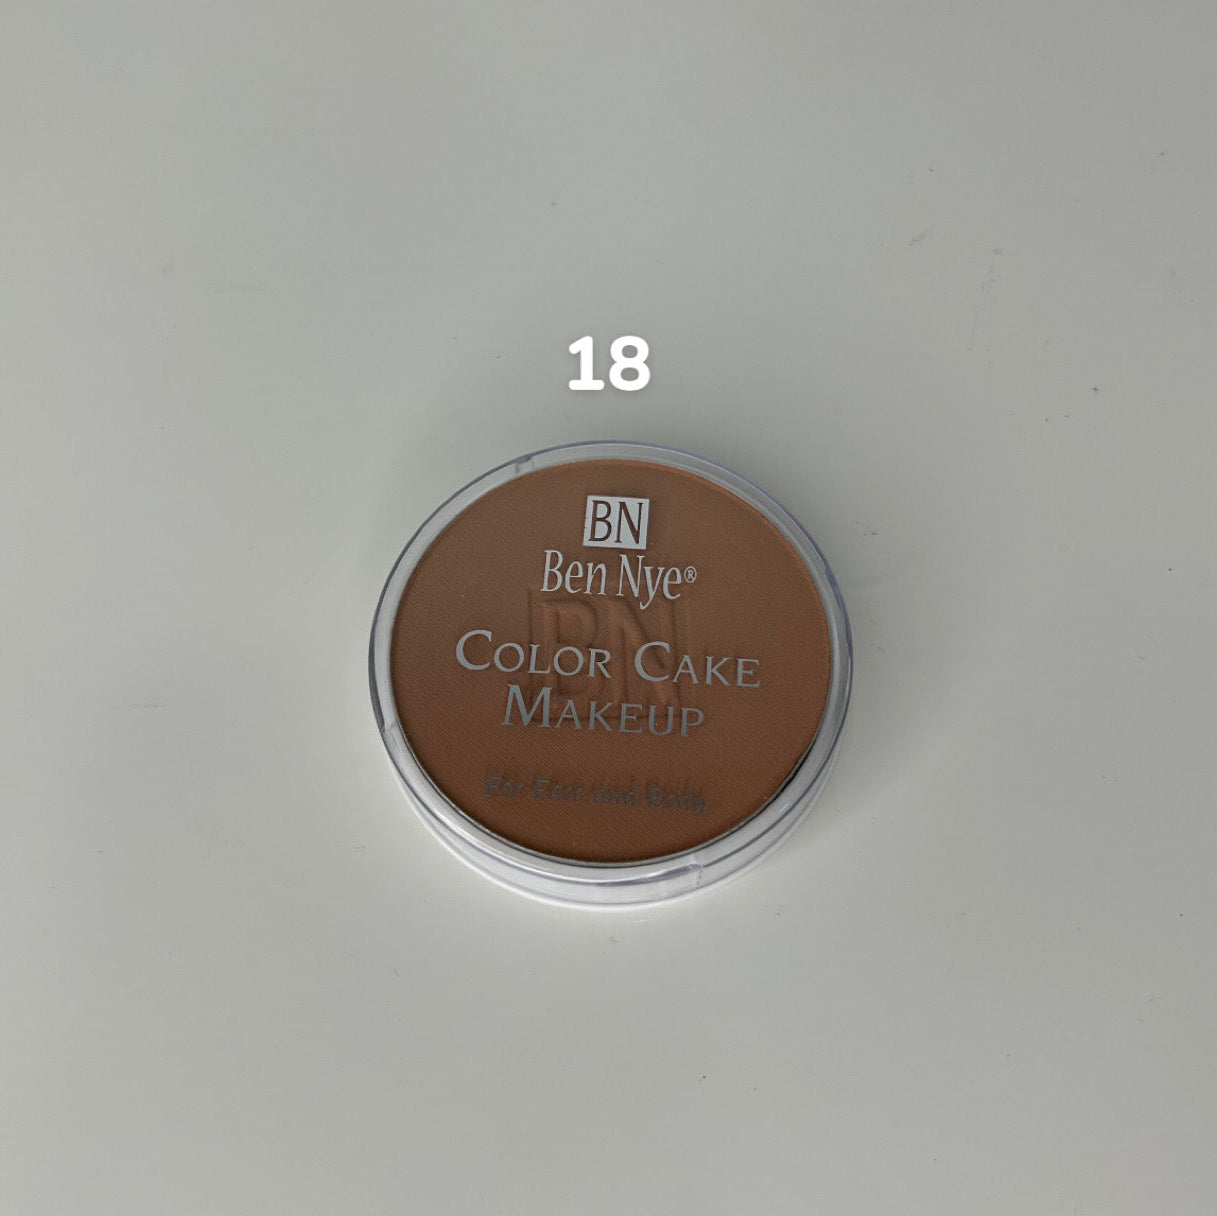 18
BN
Ben Nye®
BN
COLOR CAKE
MAKEUP
For Face and Body